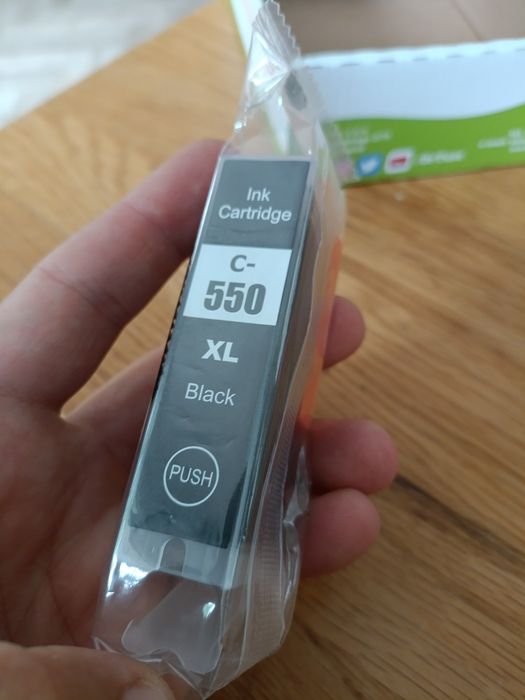 Ink
Cartridge
C-
550
XL
Black
PUSH